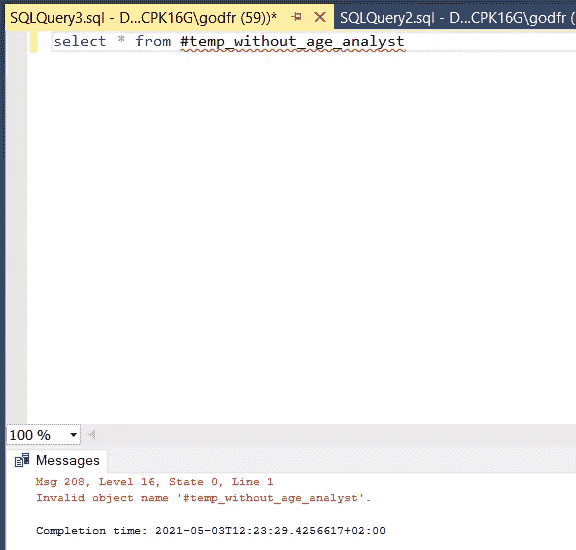 SQLQuery3.sql - D...CPK16G\godfr (59))* SQLQuery2.sql - D...CPK16G\godfr (
select * from #temp_without_age_analyst
100 %
Messages
Msg 208, Level 16, State 0, Line 1
Invalid object name '#temp_without_age_analyst'.
Completion time: 2021-05-03T12:23:29.4256617+02:00